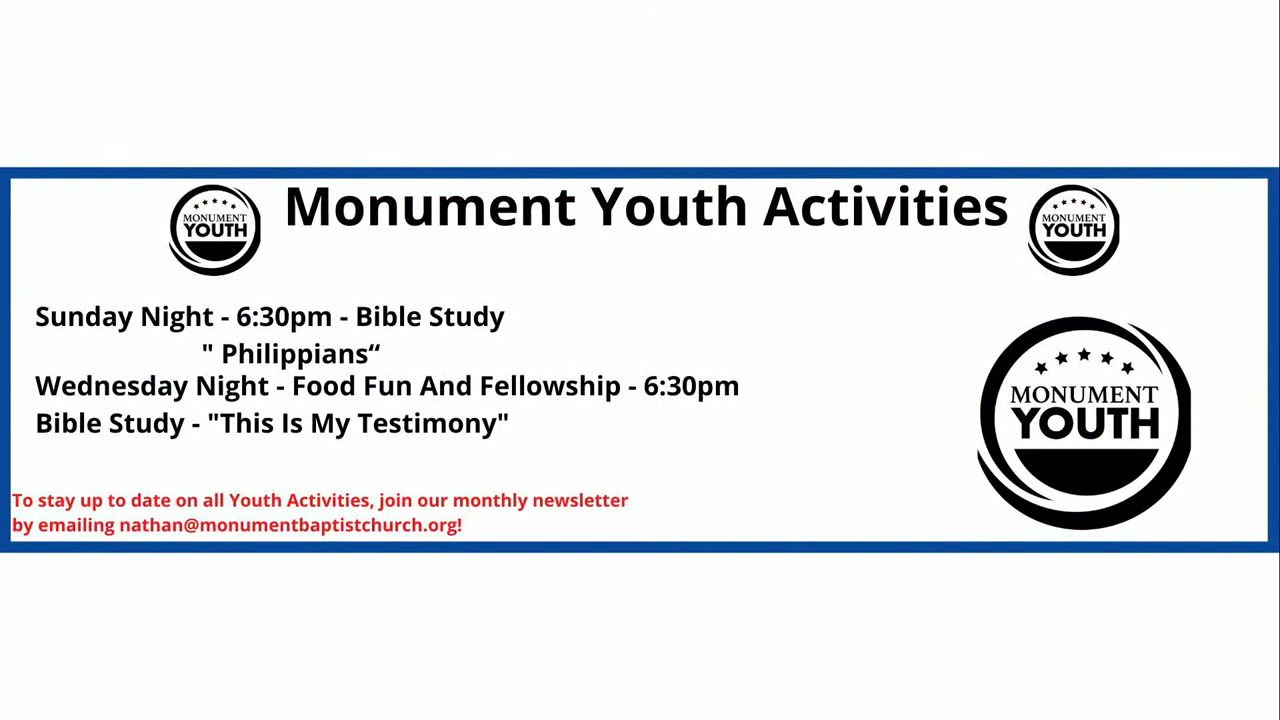 MONUMENT
YOUTH
Monument Youth Activities
MONUMENT
YOUTH
Sunday Night - 6:30pm - Bible Study
" Philippians“
Wednesday Night - Food Fun And Fellowship - 6:30pm
Bible Study - "This Is My Testimony"
MONUMENT
YOUTH
To stay up to date on all Youth Activities, join our monthly newsletter
by emailing nathan@monumentbaptistchurch.org!